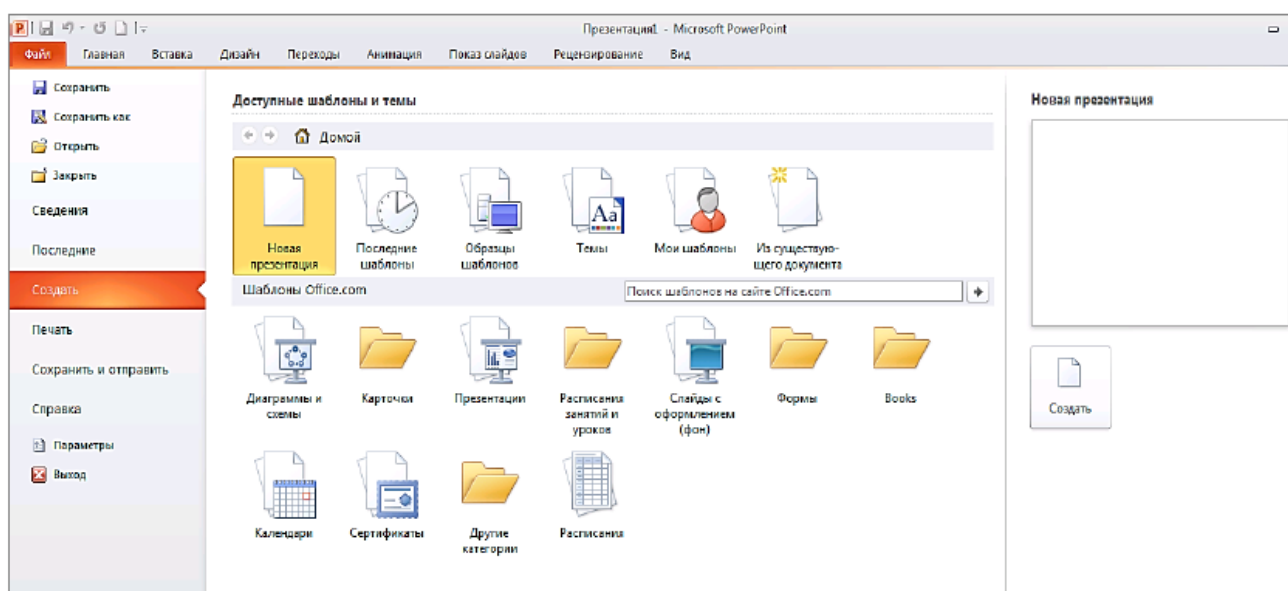 Презентация1 - Microsoft PowerPoint
Файл Главная Вставка Дизайн Переходы Анимация Показ слайдов Рецензирование Вид
Сохранить
Сохранить как
Открыть
Закрыть
Сведения
Последние
Создать
Печать
Сохранить и отправить
Справка
Параметры
Выход
Доступные шаблоны и темы
Домой
Новая
презентация
Последние
шаблоны
Образцы
шаблонов
Темы
Мои шаблоны
Из существую-
щего документа
Шаблоны Office.com
Поиск шаблонов на сайте Office.com
Диаграммы и
схемы
Карточки
Презентации
Расписания
занятий и
уроков
Слайды с
оформлением
(фон)
Формы
Books
Календари
Сертификаты
Другие
категории
Расписания
Новая презентация
Создать